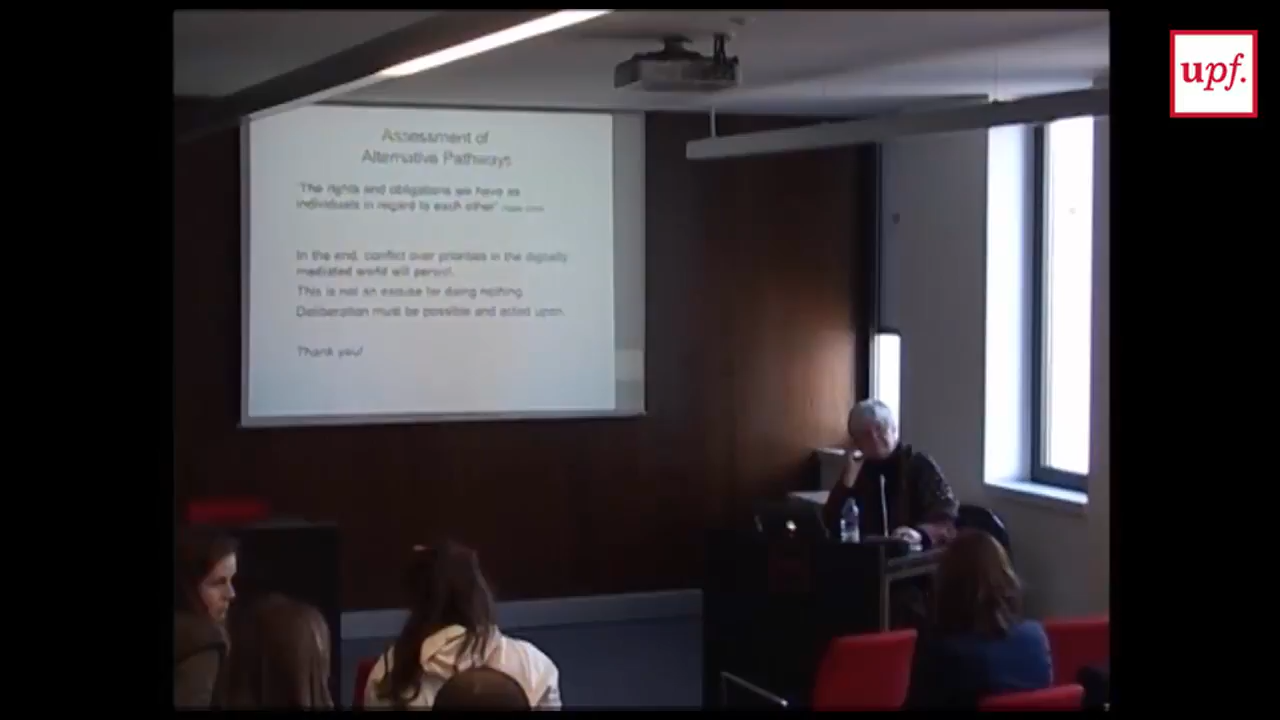 upf.
Assessment of
Alternative Pathways
"The rights and obligations we have as
individuals in regard to each other"
In the end, conflict over priorities in the digitally
mediated world will persist.
This is not an excuse for doing nothing.
Deliberation must be possible and acted upon.
Thank you!